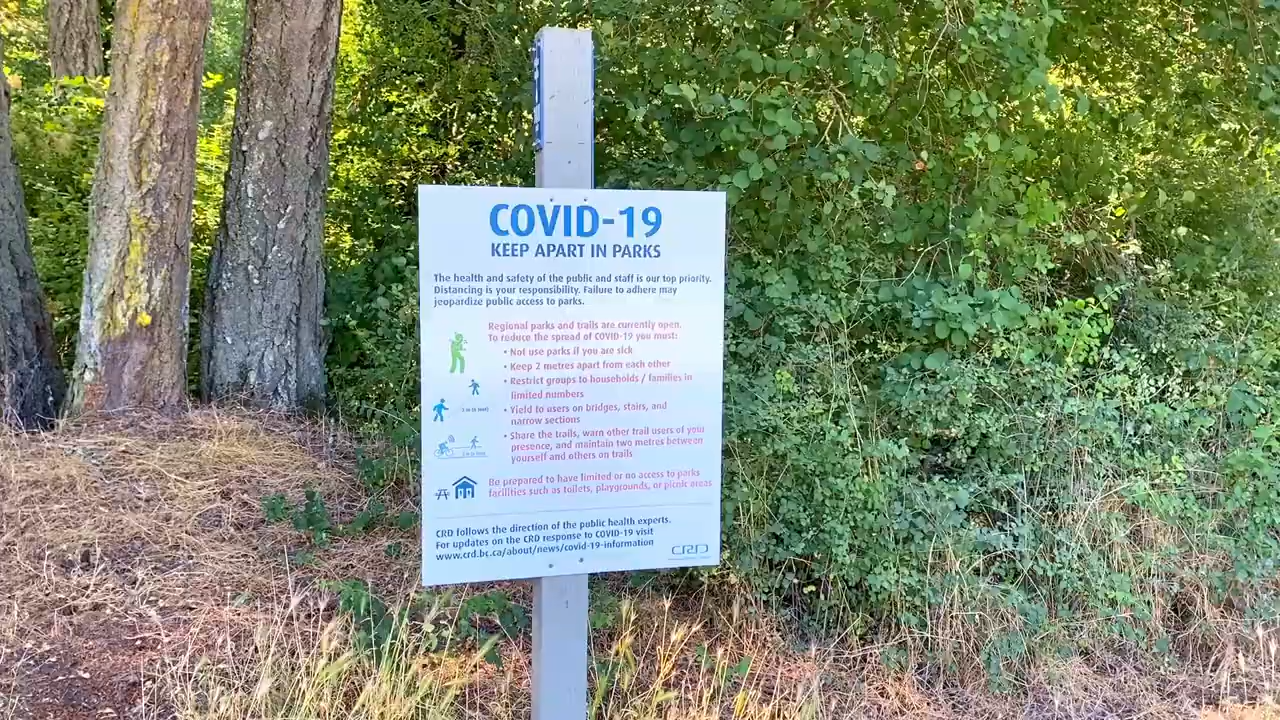 COVID-19
KEEP APART IN PARKS
The health and safety of the public and staff is our top priority.
Distancing is your responsibility. Failure to adhere may
jeopardize public access to parks.
Regional parks and trails are currently open.
To reduce the spread of COVID-19 you must:
• Not use parks if you are sick
• Keep 2 metres apart from each other
• Restrict groups to households / families in
limited numbers
• Yield to users on bridges, stairs, and
narrow sections
• Share the trails, warn other trail users of your
presence, and maintain two metres between
yourself and others on trails
Be prepared to have limited or no access to parks
facilities such as toilets, playgrounds, or picnic areas
CRD follows the direction of the public health experts.
For updates on the CRD response to COVID-19 visit
www.crd.bc.ca/about/news/covid-19-information
CRD